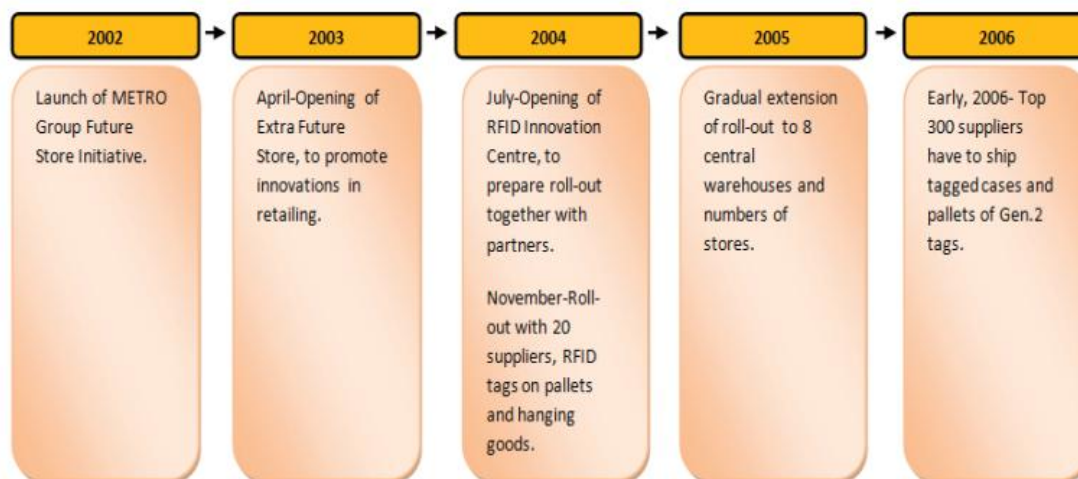 2002
Launch of METRO
Group Future
Store Initiative.
2003
April-Opening of
Extra Future
Store, to promote
innovations in
retailing.
2004
July-Opening of
RFID Innovation
Centre, to
prepare roll-out
together with
partners.
November-Roll-
out with 20
suppliers, RFID
tags on pallets
and hanging
goods.
2005
Gradual extension
of roll-out to 8
central
warehouses and
numbers of
stores.
2006
Early, 2006- Top
300 suppliers
have to ship
tagged cases and
pallets of Gen.2
tags.